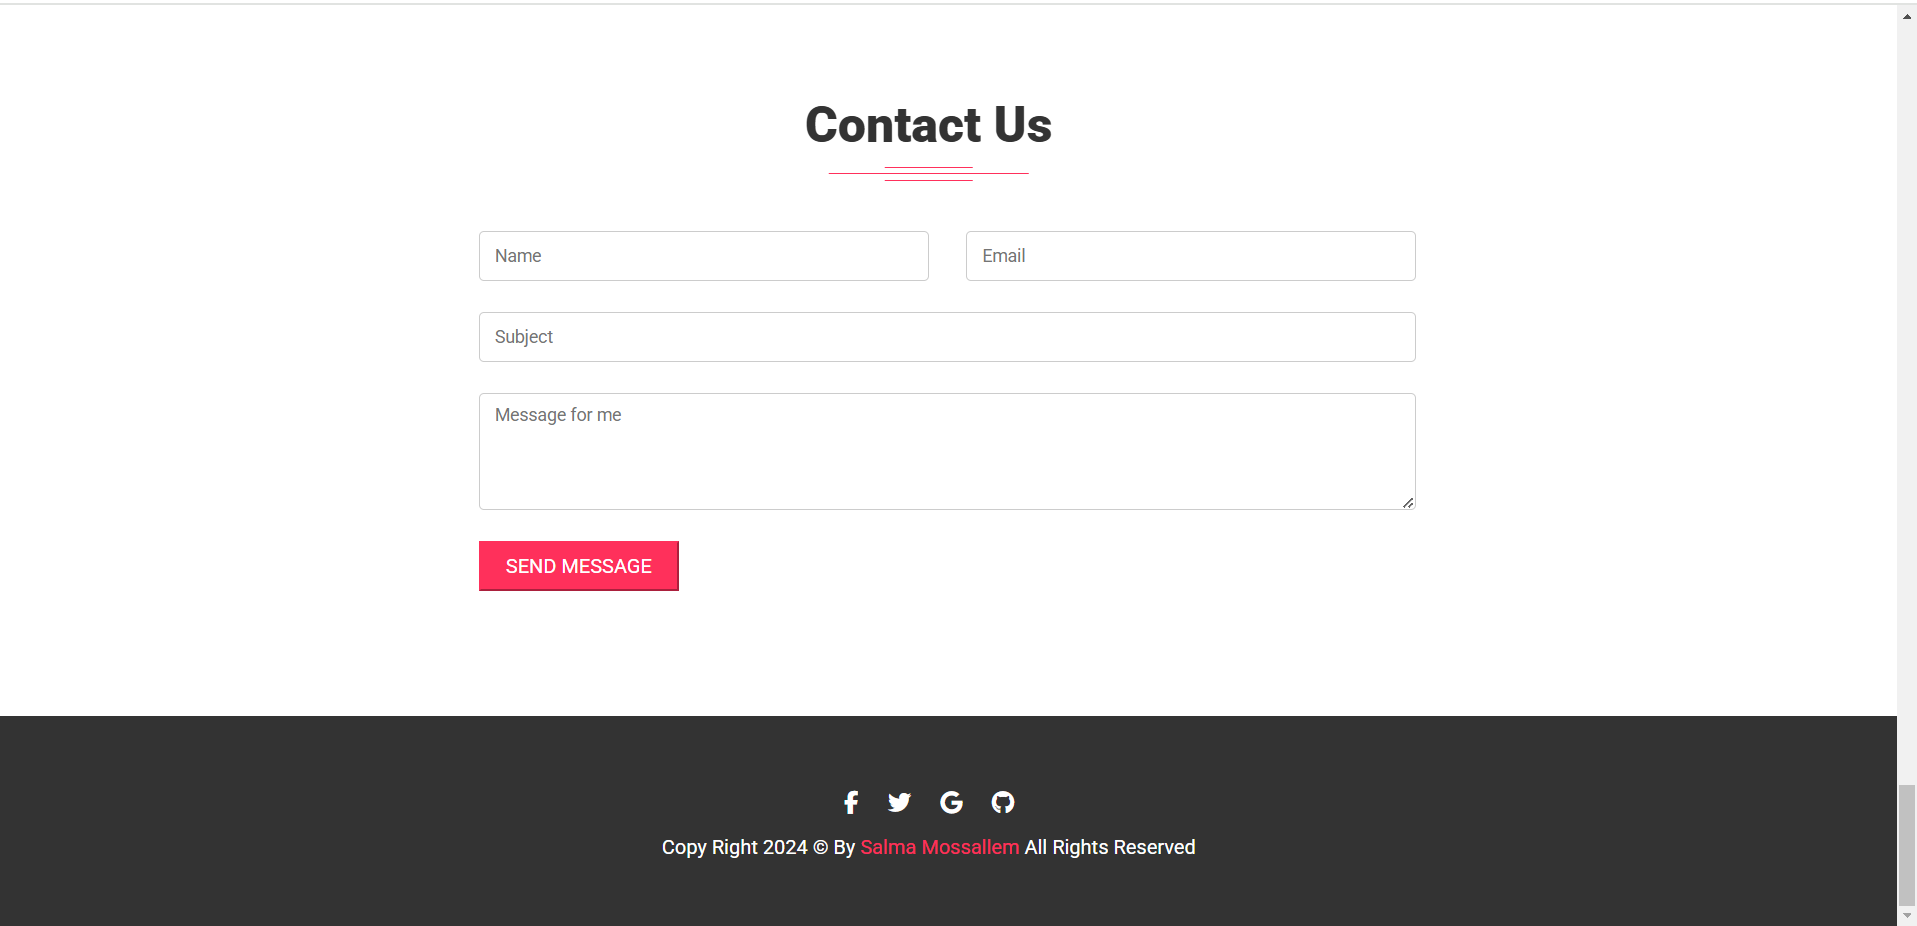 Contact Us
Name
Email
Subject
Message for me
SEND MESSAGE
Copy Right 2024 © By Salma Mossallem All Rights Reserved